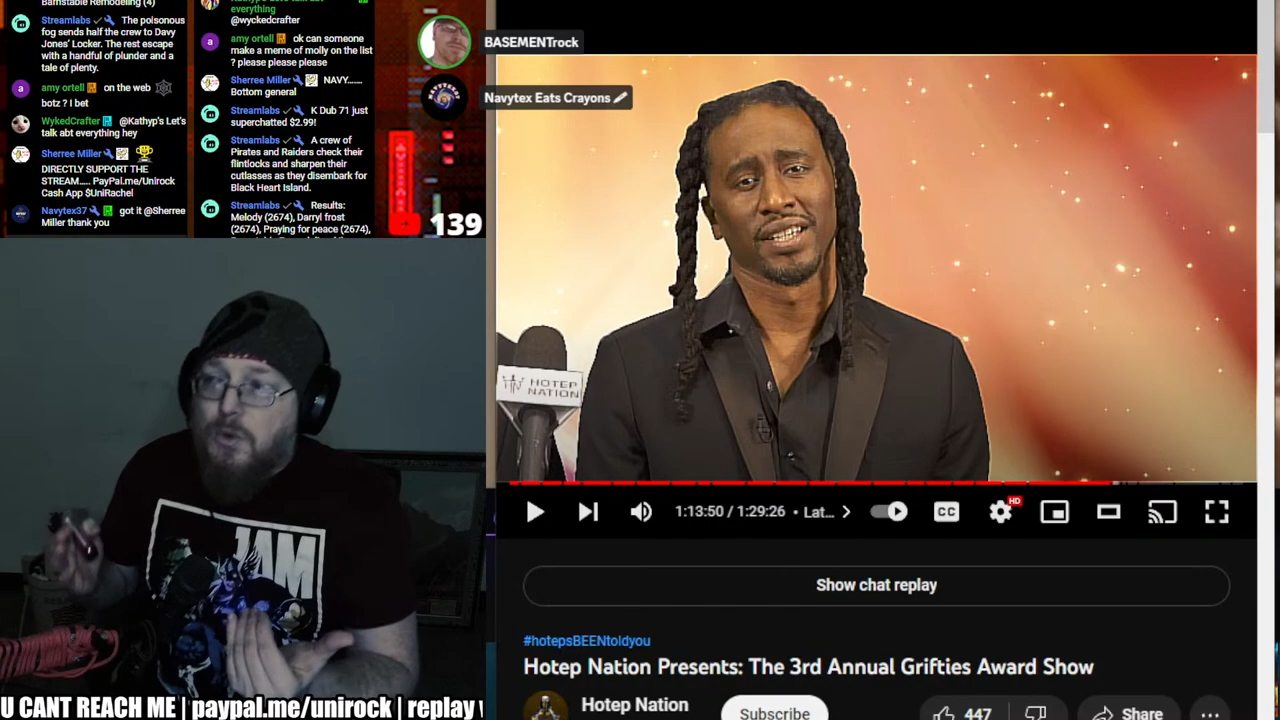 Barnstable Remodeling (4)
Streamlabs The poisonous
fog sends half the crew to Davy
Jones' Locker. The rest escape
with a handful of plunder and a
tale of plenty.
amy ortell on the web
botz ? I bet
WykedCrafter @Kathyp's Let's
talk abt everything hey
Sherree Miller
DIRECTLY SUPPORT THE
STREAM..... PayPal.me/Unirock
Cash App $UniRachel
Navytex37 got it @Sherree
Miller thank you
everything
@wyckedcrafter
amy ortell ok can someone
make a meme of molly on the list
? please please please
Sherree Miller NAVY.......
Bottom general
Streamlabs K Dub 71 just
superchatted $2.99!
Streamlabs A crew of
Pirates and Raiders check their
flintlocks and sharpen their
cutlasses as they disembark for
Black Heart Island.
Streamlabs Results:
Melody (2674), Darryl frost
(2674), Praying for peace (2674),
139
BASEMENTrock
Navytex Eats Crayons
HOTEP
NATION
JAM
1:13:50 / 1:29:26 • Lat...
CC
HD
Show chat replay
#hotepsBEENtoldyou
Hotep Nation Presents: The 3rd Annual Grifties Award Show
Hotep Nation
Subscribe
447
Share
U CANT REACH ME | paypal.me/unirock | replay